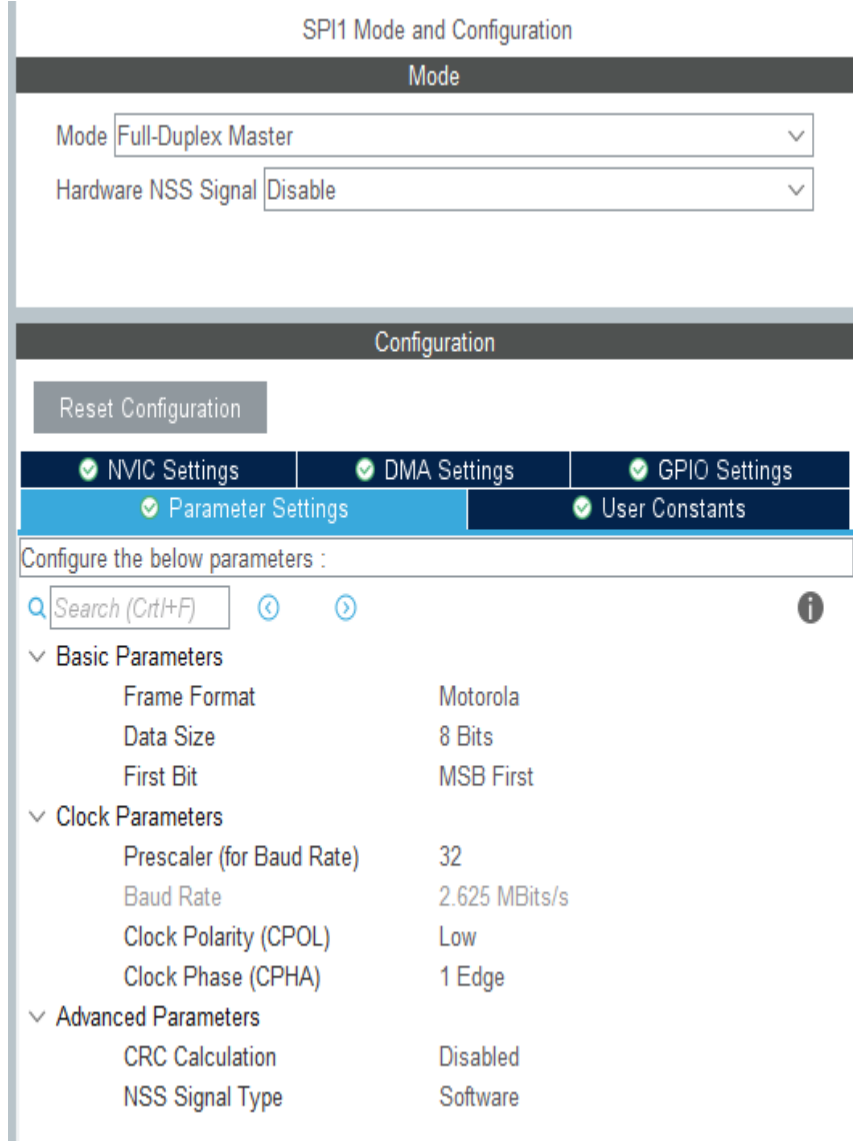 SPI1 Mode and Configuration
Mode
Mode Full-Duplex Master
Hardware NSS Signal Disable
Configuration
Reset Configuration
NVIC Settings DMA Settings GPIO Settings
Parameter Settings User Constants
Configure the below parameters :
Search (Crtl+F)
Basic Parameters
Frame Format Motorola
Data Size 8 Bits
First Bit MSB First
Clock Parameters
Prescaler (for Baud Rate) 32
Baud Rate 2.625 MBits/s
Clock Polarity (CPOL) Low
Clock Phase (CPHA) 1 Edge
Advanced Parameters
CRC Calculation Disabled
NSS Signal Type Software